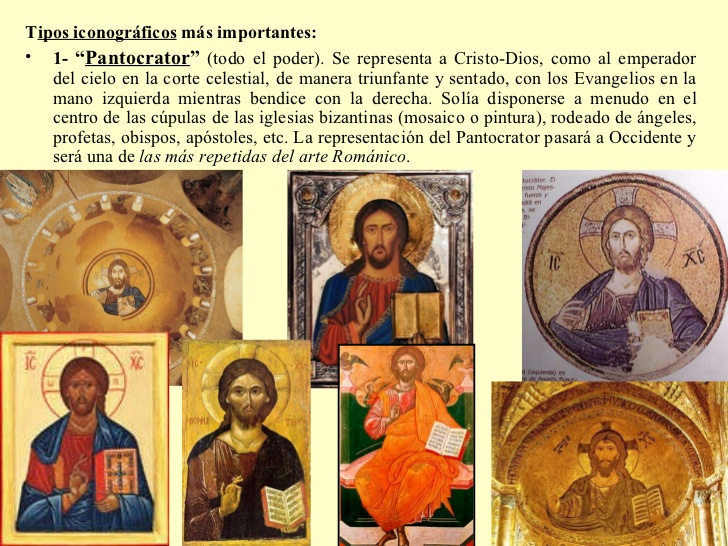 Tipos iconográficos más importantes:
• 1- “Pantocrator” (todo el poder). Se representa a Cristo-Dios, como al emperador
del cielo en la corte celestial, de manera triunfante y sentado, con los Evangelios en la
mano izquierda mientras bendice con la derecha. Solía disponerse a menudo en el
centro de las cúpulas de las iglesias bizantinas (mosaico o pintura), rodeado de ángeles,
profetas, obispos, apóstoles, etc. La representación del Pantocrator pasará a Occidente y
será una de las más repetidas del arte Románico.
IC XC
IC XC